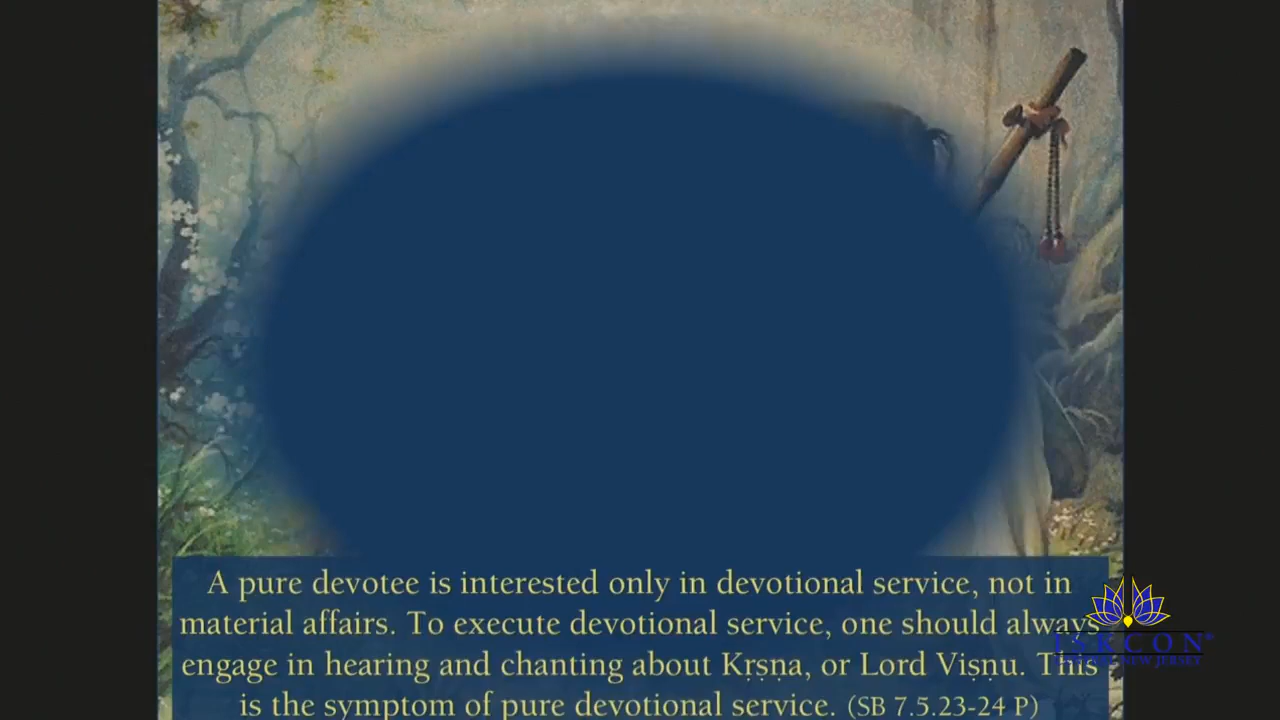 A pure devotee is interested only in devotional service, not in
material affairs. To execute devotional service, one should always
engage in hearing and chanting about Kṛṣṇa, or Lord Viṣṇu. This
is the symptom of pure devotional service. (SB 7.5.23-24 P)
ISKCON®
NEW JERSEY